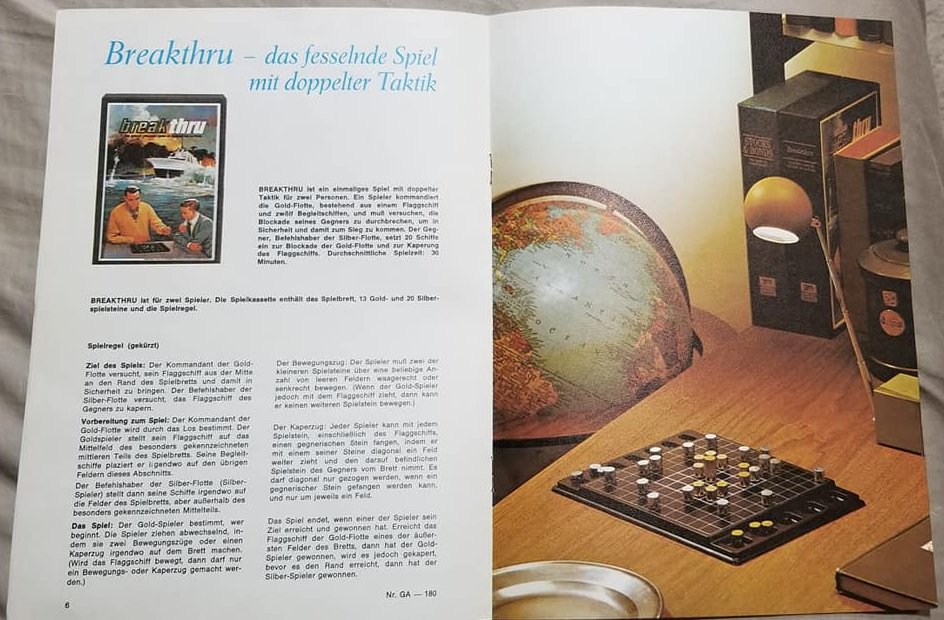 Breakthru – das fesselnde Spiel
mit doppelter Taktik
break thru
BREAKTHRU ist ein einmaliges Spiel mit doppelter
Taktik für zwei Personen. Ein Spieler kommandiert
die Gold-Flotte, bestehend aus einem Flaggschiff
und zwölf Begleitschiffen, und muß versuchen, die
Blockade seines Gegners zu durchbrechen, um in
Sicherheit und damit zum Sieg zu kommen. Der Geg-
ner, Befehlshaber der Silber-Flotte, setzt 20 Schiffe
ein zur Blockade der Gold-Flotte und zur Kaperung
des Flaggschiffs. Durchschnittliche Spielzeit: 30
Minuten.
BREAKTHRU ist für zwei Spieler. Die Spielkassette enthält das Spielbrett, 13 Gold- und 20 Silber-
spielsteine und die Spielregel.
Spielregel (gekürzt)
Ziel des Spiels: Der Kommandant der Gold-
Flotte versucht, sein Flaggschiff aus der Mitte
an den Rand des Spielbretts und damit in
Sicherheit zu bringen. Der Befehlshaber der
Silber-Flotte versucht, das Flaggschiff des
Gegners zu kapern.
Vorbereitung zum Spiel: Der Kommandant der
Gold-Flotte wird durch das Los bestimmt. Der
Goldspieler stellt sein Flaggschiff auf das
Mittelfeld des besonders gekennzeichneten
mittleren Teils des Spielbretts. Seine Begleit-
schiffe plaziert er irgendwo auf den übrigen
Feldern dieses Abschnitts.
Der Befehlshaber der Silber-Flotte (Silber-
Spieler) stellt dann seine Schiffe irgendwo auf
die Felder des Spielbretts, aber außerhalb des
besonders gekennzeichneten Mittelteils.
Das Spiel: Der Gold-Spieler bestimmt, wer
beginnt. Die Spieler ziehen abwechselnd, in-
dem sie zwei Bewegungszüge oder einen
Kaperzug irgendwo auf dem Brett machen.
(Wird das Flaggschiff bewegt, dann darf nur
ein Bewegungs- oder Kaperzug gemacht wer-
den.)
Der Bewegungszug: Der Spieler muß zwei der
kleineren Spielsteine über eine beliebige An-
zahl von leeren Feldern waagerecht oder
senkrecht bewegen. (Wenn der Gold-Spieler
jedoch mit dem Flaggschiff zieht, dann kann
er keinen weiteren Spielstein bewegen.)
Der Kaperzug: Jeder Spieler kann mit jedem
Spielstein, einschließlich des Flaggschiffs,
einen gegnerischen Stein fangen, indem er
mit einem seiner Steine diagonal ein Feld
weiter zieht und den darauf befindlichen
Spielstein des Gegners vom Brett nimmt. Es
darf diagonal nur gezogen werden, wenn ein
gegnerischer Stein gefangen werden kann,
und nur um jeweils ein Feld.
Das Spiel endet, wenn einer der Spieler sein
Ziel erreicht und gewonnen hat. Erreicht das
Flaggschiff der Gold-Flotte eines der äußer-
sten Felder des Bretts, dann hat der Gold-
Spieler gewonnen, wird es jedoch gekapert,
bevor es den Rand erreicht, dann hat der
Silber-Spieler gewonnen.
6
Nr. GA — 180
STOCKS
& BONDS